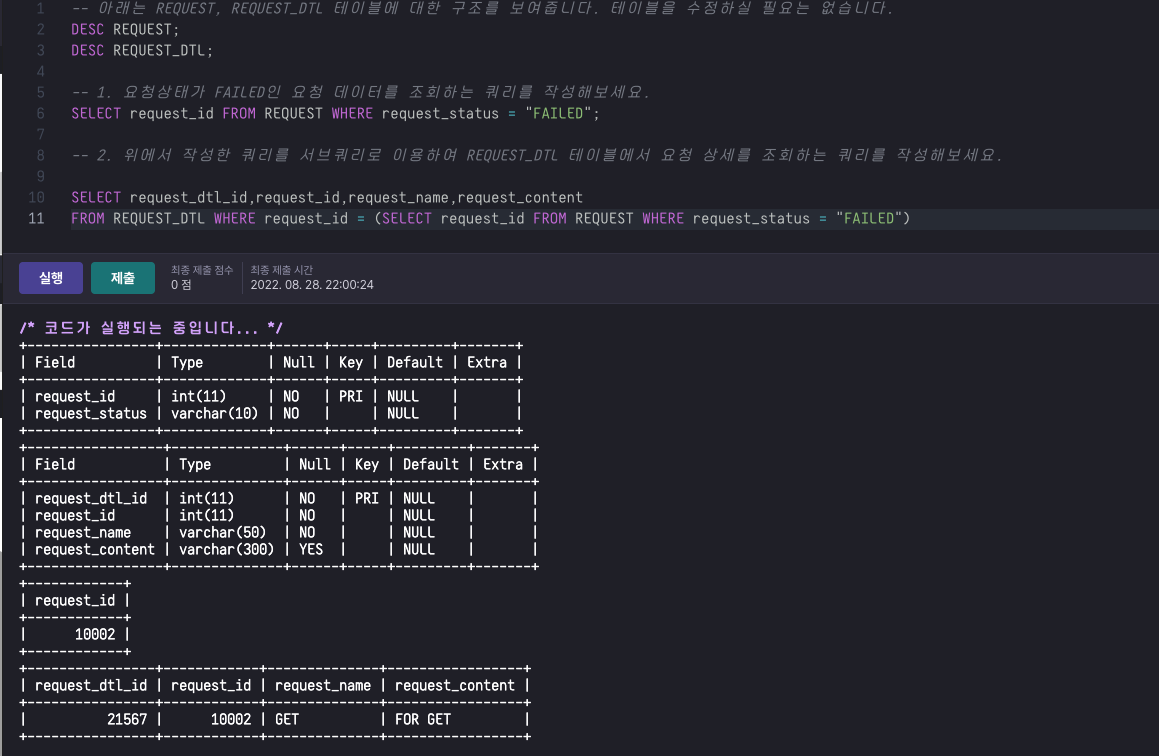 1 -- 아래는 REQUEST, REQUEST_DTL 테이블에 대한 구조를 보여줍니다. 테이블을 수정하실 필요는 없습니다.
2 DESC REQUEST;
3 DESC REQUEST_DTL;
4
5 -- 1. 요청상태가 FAILED인 요청 데이터를 조회하는 쿼리를 작성해보세요.
6 SELECT request_id FROM REQUEST WHERE request_status = "FAILED";
7
8 -- 2. 위에서 작성한 쿼리를 서브쿼리로 이용하여 REQUEST_DTL 테이블에서 요청 상세를 조회하는 쿼리를 작성해보세요.
9
10 SELECT request_dtl_id,request_id,request_name,request_content
11 FROM REQUEST_DTL WHERE request_id = (SELECT request_id FROM REQUEST WHERE request_status = "FAILED")
실행 제출 최종 제출 점수 최종 제출 시간
0 점 2022. 08. 28. 22:00:24
/* 코드가 실행되는 중입니다... */
+----------------+-------------+------+-----+---------+-------+
| Field          | Type        | Null | Key | Default | Extra |
+----------------+-------------+------+-----+---------+-------+
| request_id     | int(11)     | NO   | PRI | NULL    |       |
| request_status | varchar(10) | NO   |     | NULL    |       |
+----------------+-------------+------+-----+---------+-------+
+-----------------+--------------+------+-----+---------+-------+
| Field           | Type         | Null | Key | Default | Extra |
+-----------------+--------------+------+-----+---------+-------+
| request_dtl_id  | int(11)      | NO   | PRI | NULL    |       |
| request_id      | int(11)      | NO   |     | NULL    |       |
| request_name    | varchar(50)  | NO   |     | NULL    |       |
| request_content | varchar(300) | YES  |     | NULL    |       |
+-----------------+--------------+------+-----+---------+-------+
+------------+
| request_id |
+------------+
|      10002 |
+------------+
+----------------+------------+--------------+-----------------+
| request_dtl_id | request_id | request_name | request_content |
+----------------+------------+--------------+-----------------+
|          21567 |      10002 | GET          | FOR GET         |
+----------------+------------+--------------+-----------------+